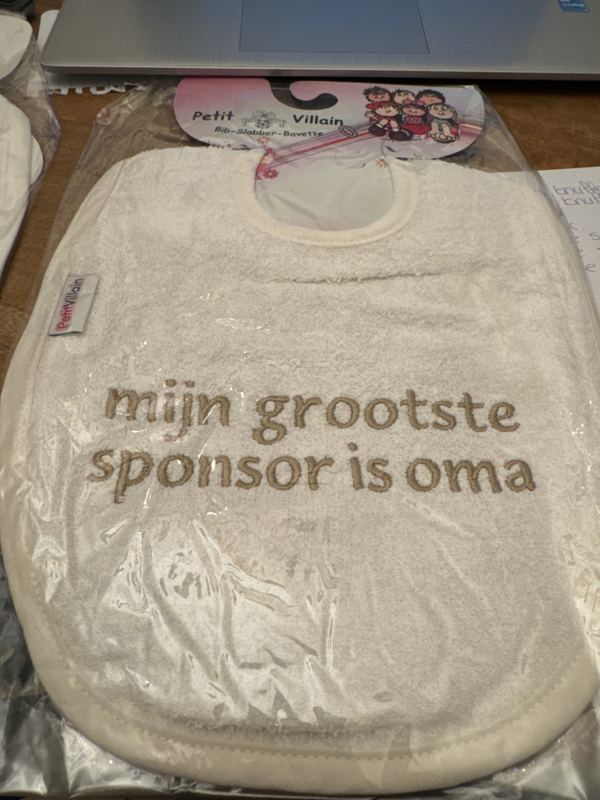 Petit Villain
Bib-Slabber-Bavette
PetitVillain
mijn grootste
sponsor is oma